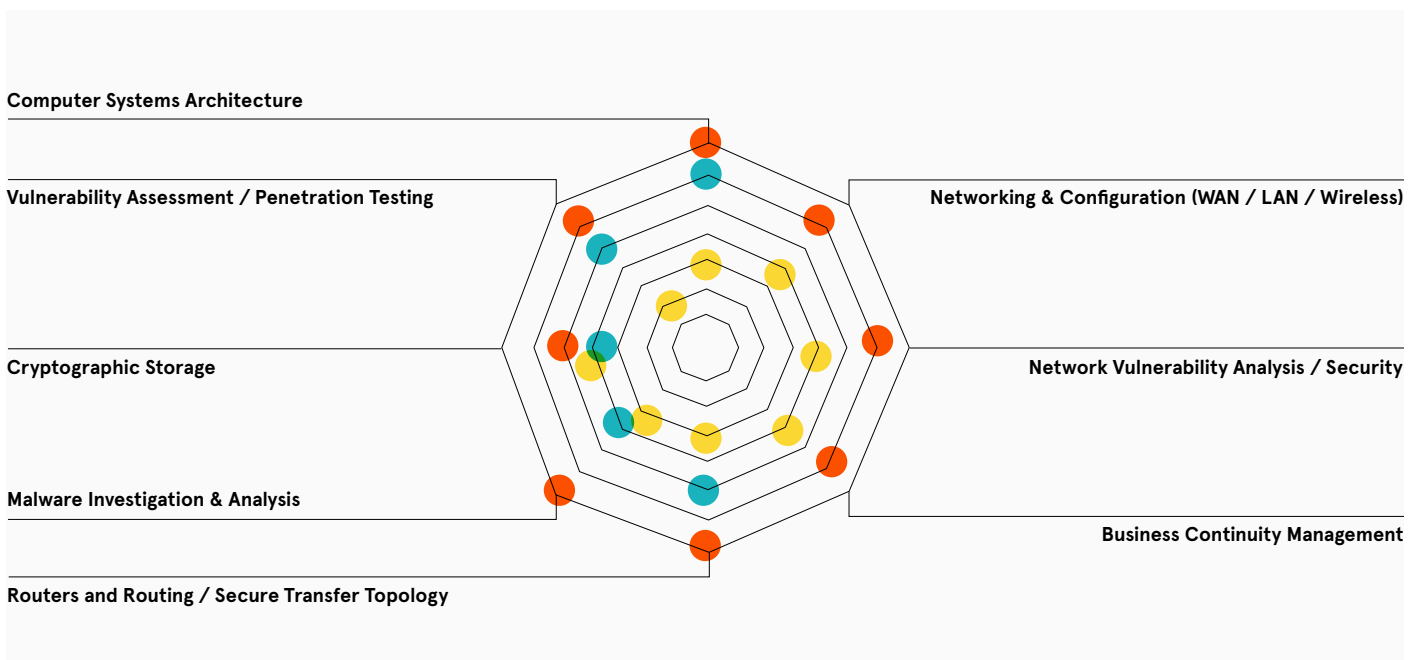 Computer Systems Architecture
Vulnerability Assessment / Penetration Testing
Networking & Configuration (WAN / LAN / Wireless)
Cryptographic Storage
Network Vulnerability Analysis / Security
Malware Investigation & Analysis
Business Continuity Management
Routers and Routing / Secure Transfer Topology